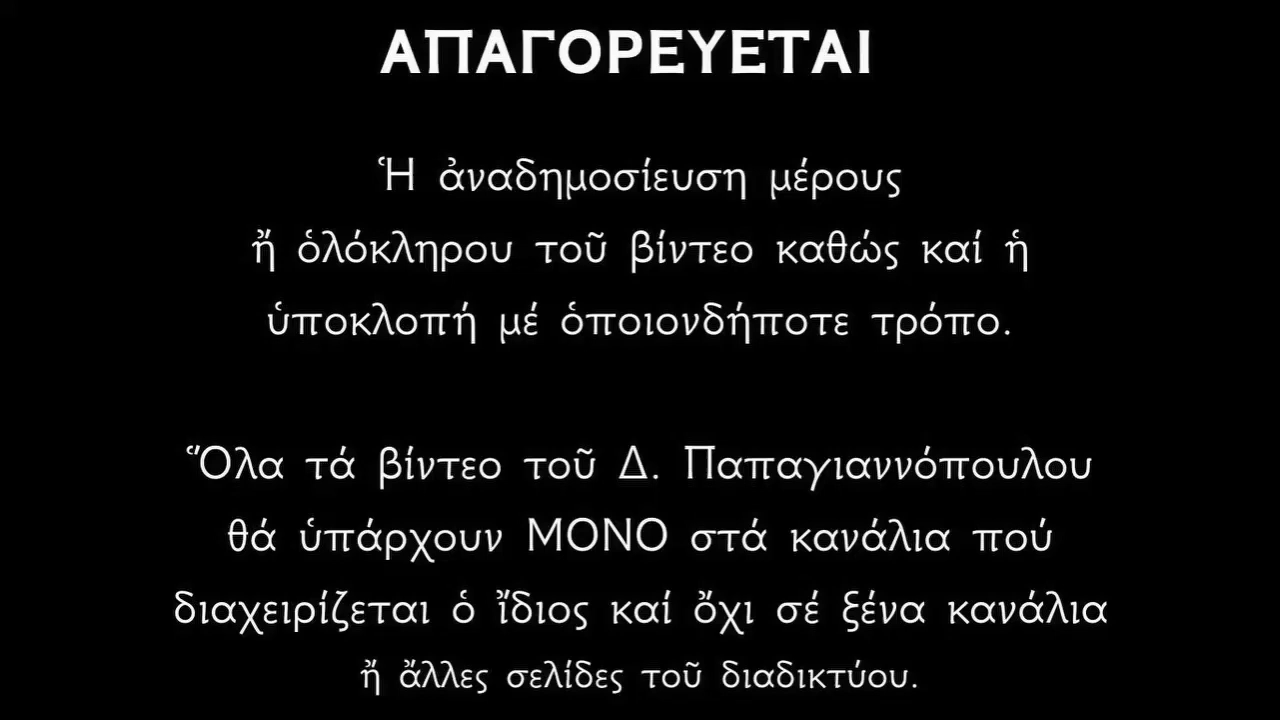 ΑΠΑΓΟΡΕΥΕΤΑΙ
Ἡ ἀναδημοσίευση μέρους
ἤ ὁλόκληρου τοῦ βίντεο καθώς καί ἡ
ὑποκλοπή μέ ὁποιονδήποτε τρόπο.
Ὅλα τά βίντεο τοῦ Δ. Παπαγιαννόπουλου
θά ὑπάρχουν ΜΟΝΟ στά κανάλια πού
διαχειρίζεται ὁ ἴδιος καί ὄχι σέ ξένα κανάλια
ἤ ἄλλες σελίδες τοῦ διαδικτύου.